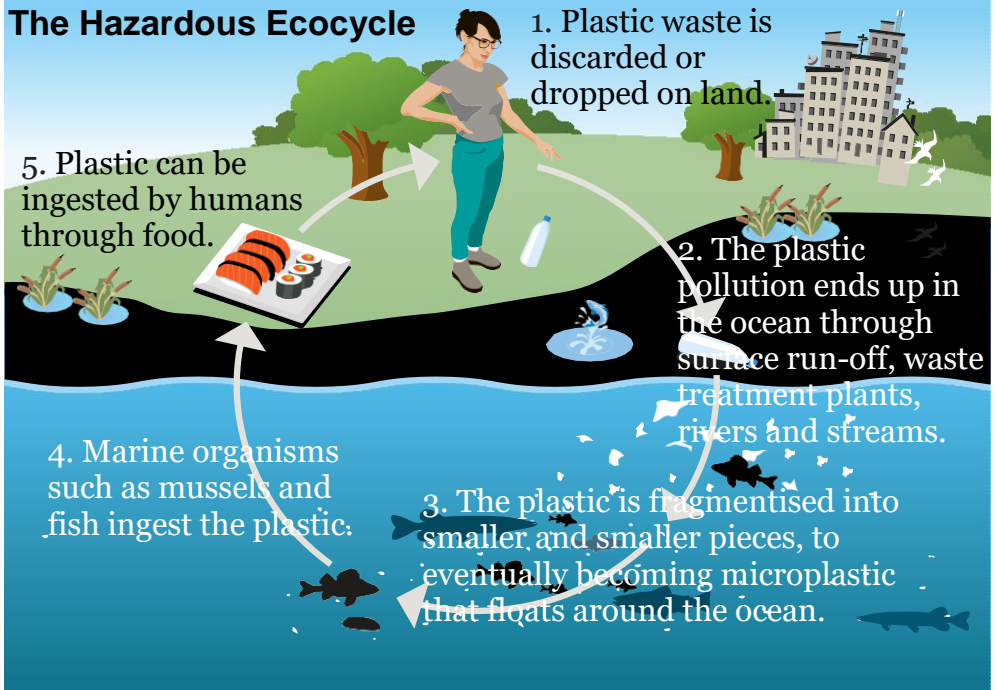 The Hazardous Ecocycle
1. Plastic waste is
discarded or
dropped on land.
2. The plastic
pollution ends up in
the ocean through
surface run-off, waste
treatment plants,
rivers and streams.
3. The plastic is fragmentised into
smaller and smaller pieces, to
eventually becoming microplastic
that floats around the ocean.
4. Marine organisms
such as mussels and
fish ingest the plastic.
5. Plastic can be
ingested by humans
through food.